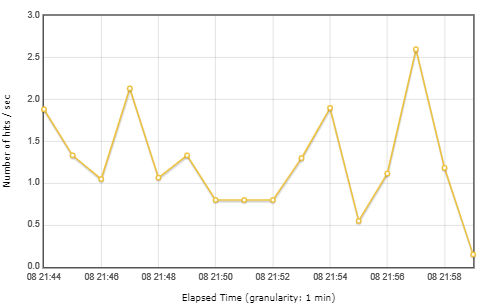 3.0
2.5
2.0
1.5
1.0
0.5
0.0
Number of hits / sec
08 21:44 08 21:46 08 21:48 08 21:50 08 21:52 08 21:54 08 21:56 08 21:58
Elapsed Time (granularity: 1 min)